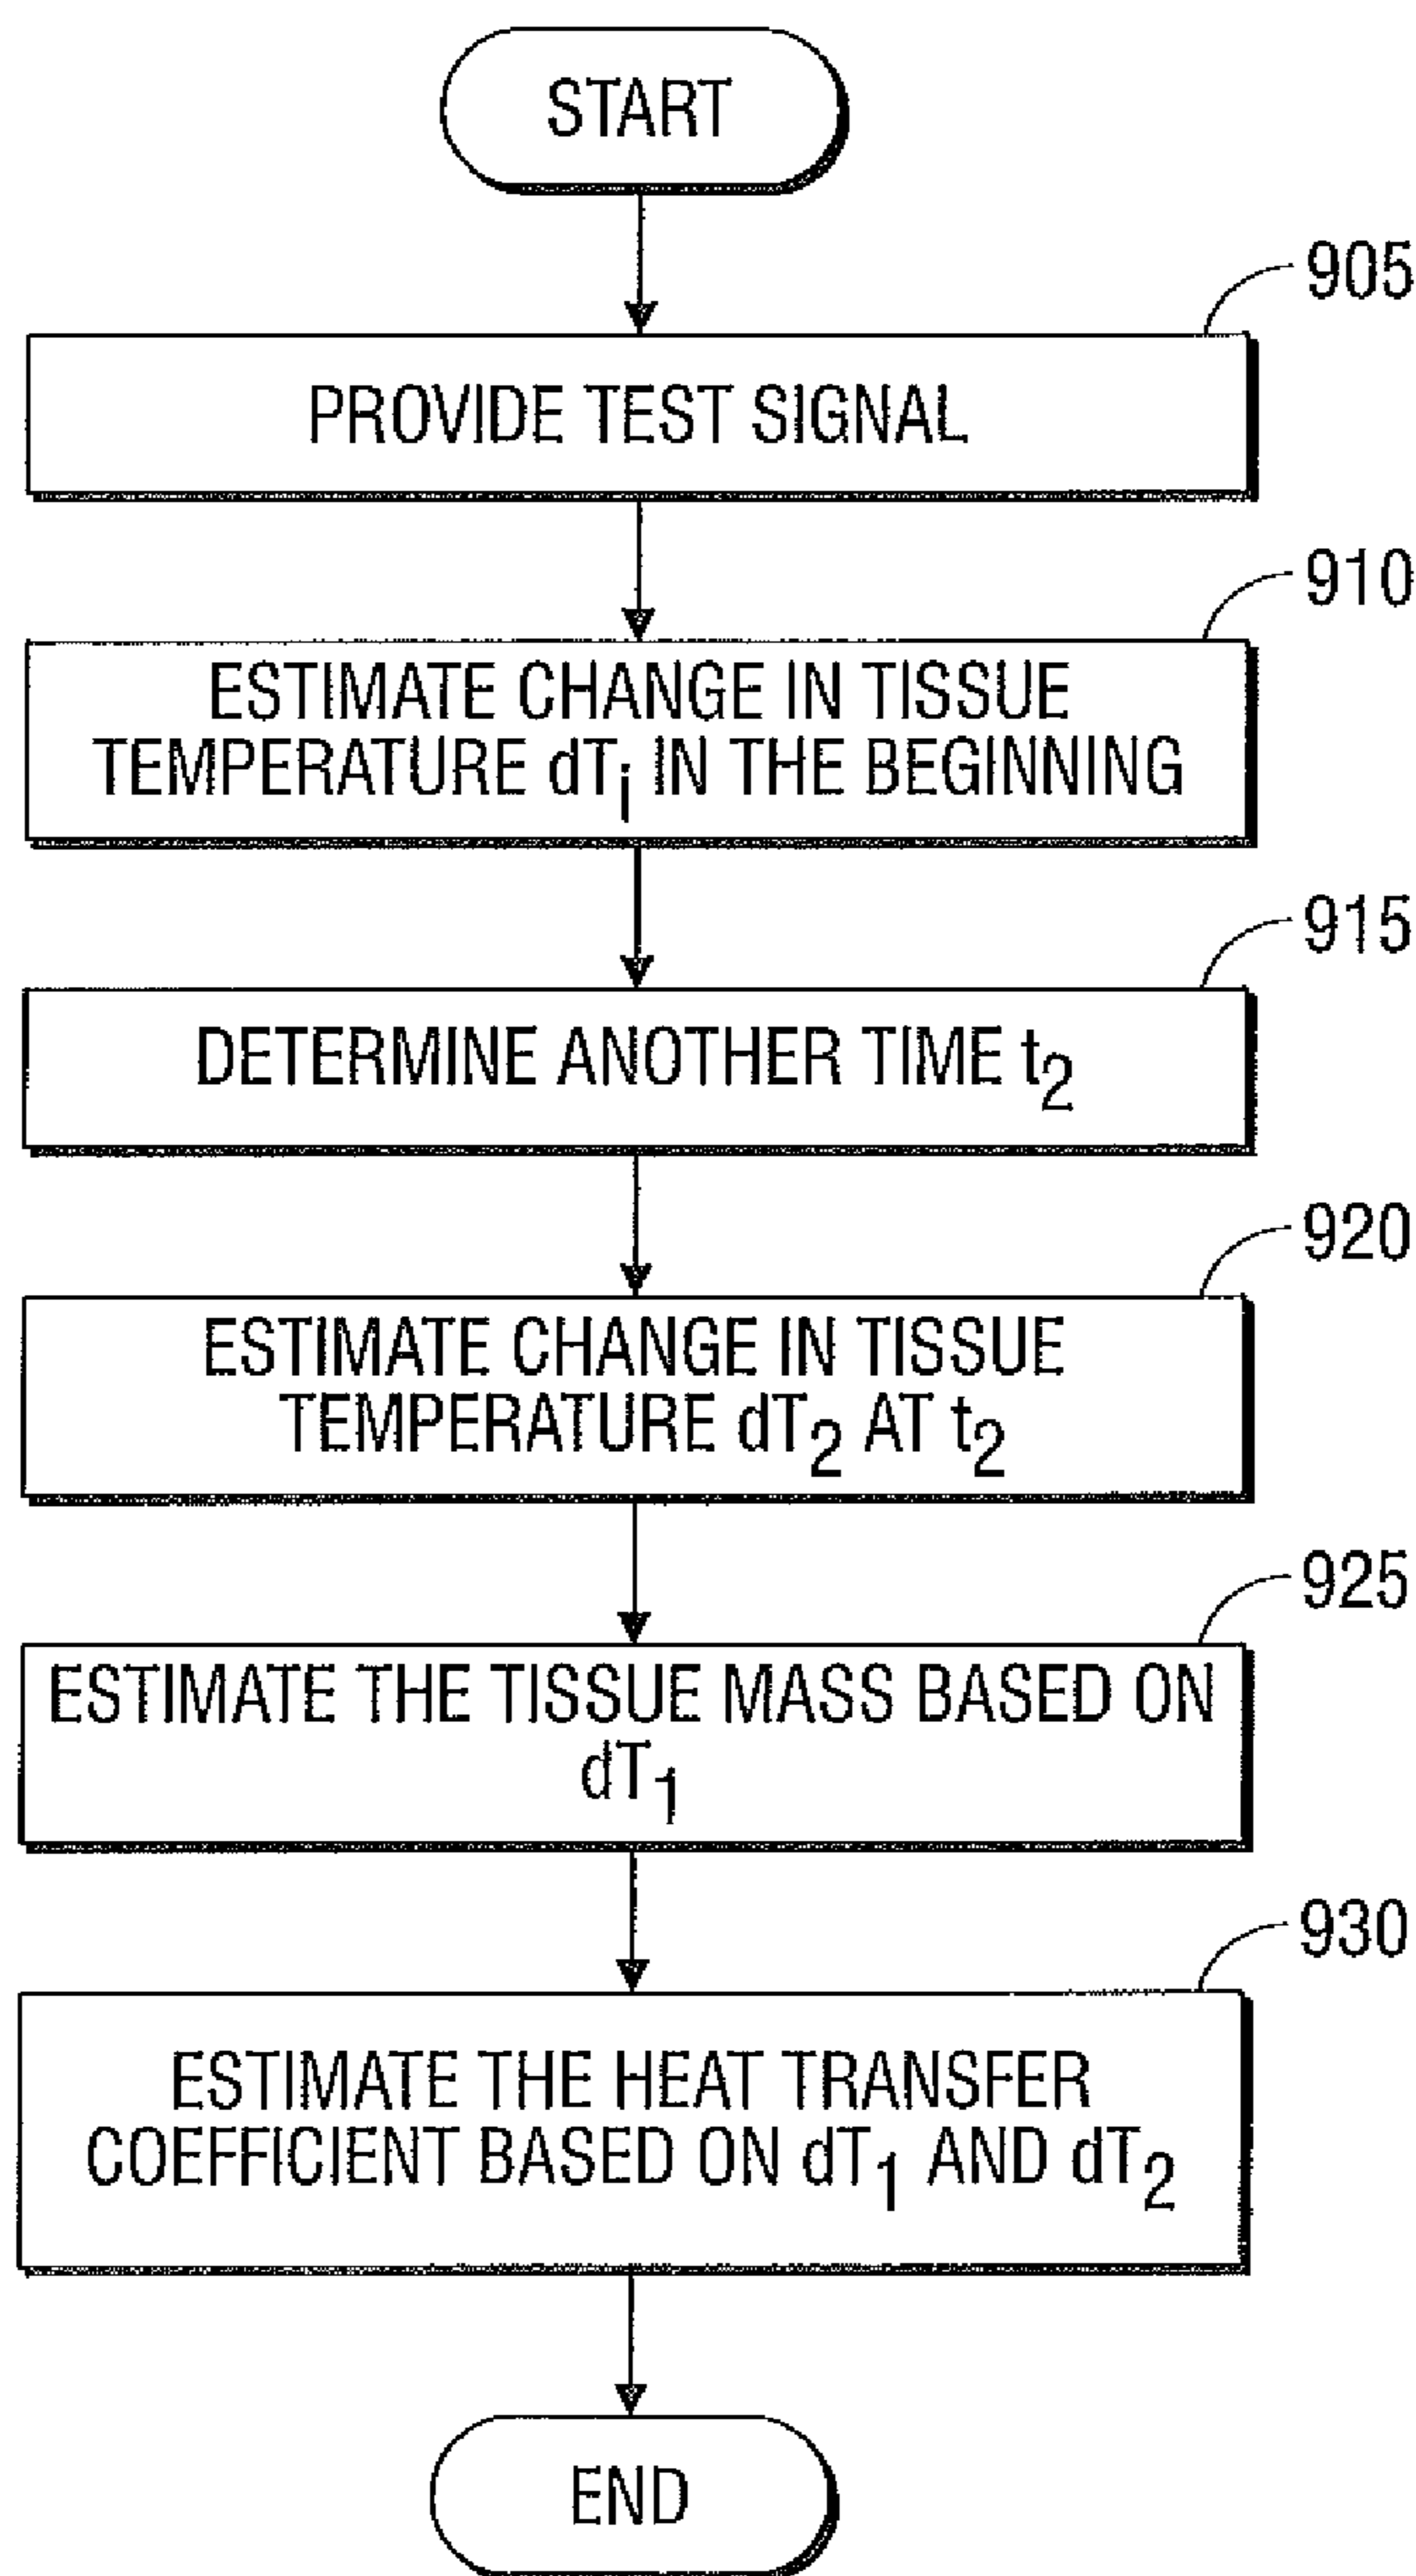 START
905
PROVIDE TEST SIGNAL
910
ESTIMATE CHANGE IN TISSUE
TEMPERATURE dTi IN THE BEGINNING
915
DETERMINE ANOTHER TIME t2
920
ESTIMATE CHANGE IN TISSUE
TEMPERATURE dT2 AT t2
925
ESTIMATE THE TISSUE MASS BASED ON
dT1
930
ESTIMATE THE HEAT TRANSFER
COEFFICIENT BASED ON dT1 AND dT2
END